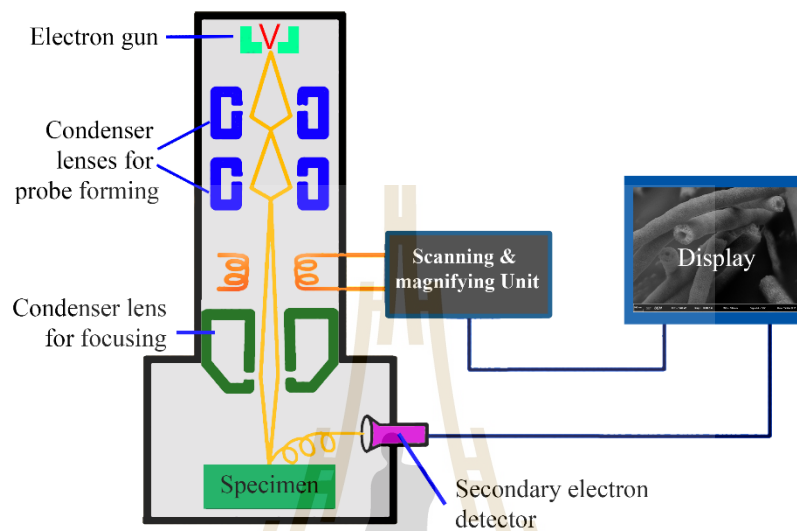 Electron gun
Condenser
lenses for
probe forming
Scanning &
magnifying Unit
Display
Condenser lens
for focusing
Specimen
Secondary electron
detector